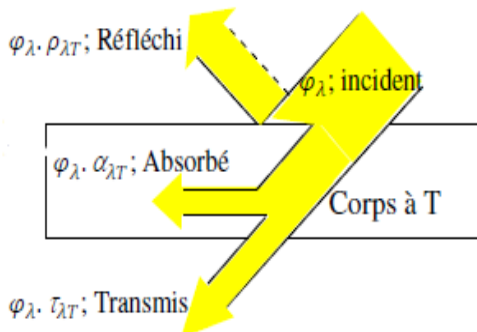 φλ. ρλT; Réfléchi
φλ; incident
φλ. αλT; Absorbé
Corps à T
φλ. τλT; Transmis